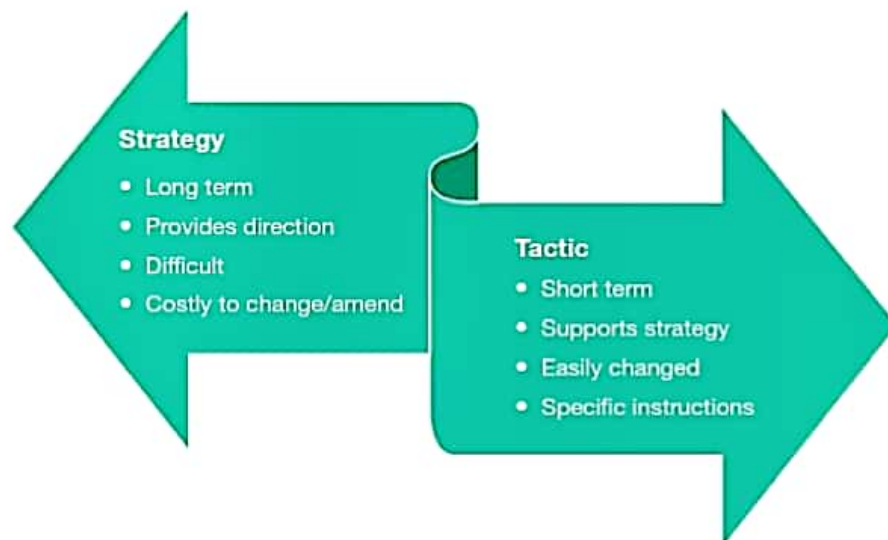 Strategy
• Long term
• Provides direction
• Difficult
• Costly to change/amend
Tactic
• Short term
• Supports strategy
• Easily changed
• Specific instructions